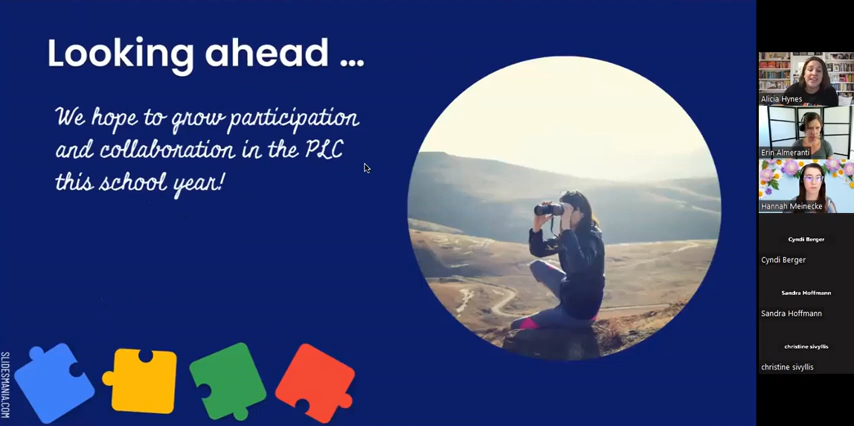 Looking ahead ...
We hope to grow participation
and collaboration in the PLC
this school year!
SLIDESMANIA.COM
Alicia Hynes
Erin Almeranti
Hannah Meinecke
Cyndi Berger
Cyndi Berger
Sandra Hoffmann
Sandra Hoffmann
christine sivyllis
christine sivyllis